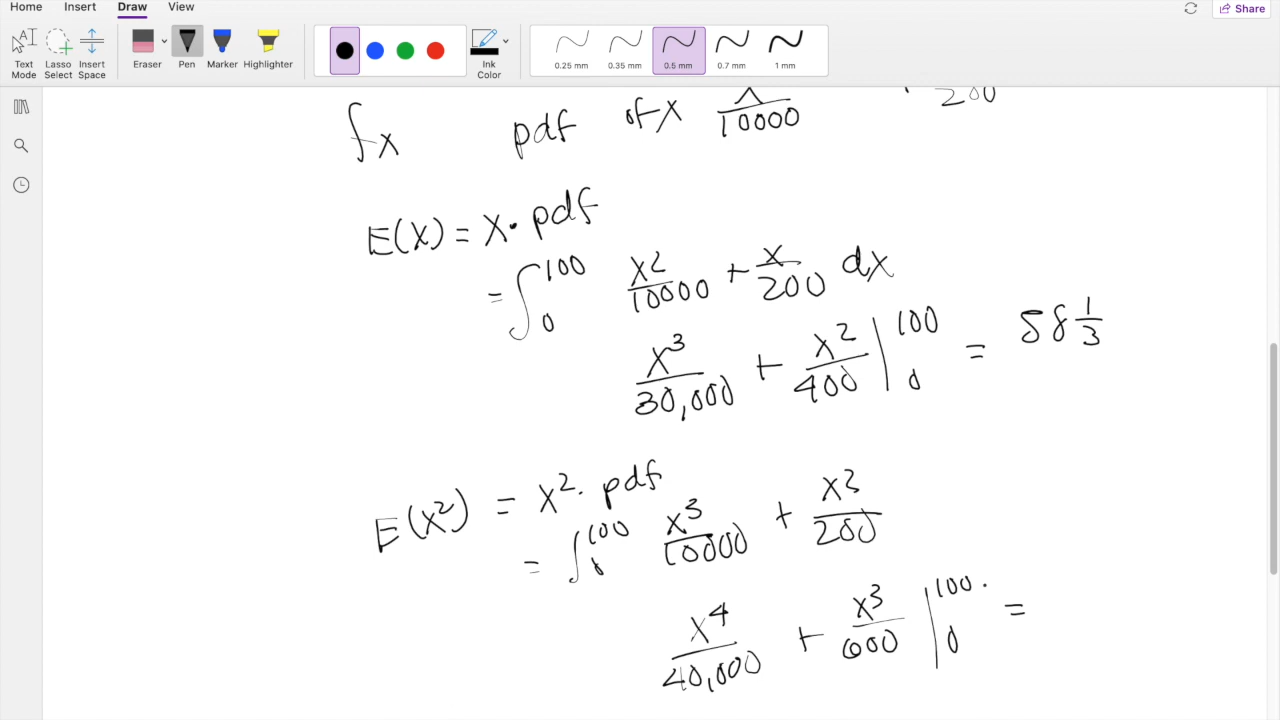 Home Insert Draw View Share
Text Mode Lasso Select Insert Space Eraser Pen Marker Highlighter Ink Color 0.25 mm 0.35 mm 0.5 mm 0.7 mm 1 mm
fx pdf of X x/10000 + 1/200
E(X) = X · pdf
= ∫₀¹⁰⁰ x²/10000 + x/200 dx
x³/30,000 + x²/400 |₀¹⁰⁰ = 58 1/3
E(X²) = X² · pdf
= ∫₀¹⁰⁰ x³/10000 + x²/200
x⁴/40,000 + x³/600 |₀¹⁰⁰ =